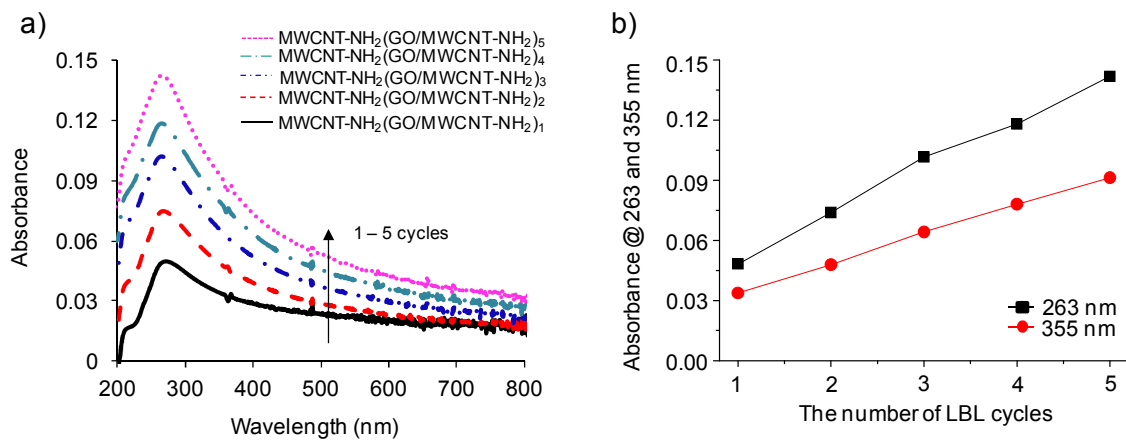 a)
MWCNT-NH2(GO/MWCNT-NH2)5
MWCNT-NH2(GO/MWCNT-NH2)4
MWCNT-NH2(GO/MWCNT-NH2)3
MWCNT-NH2(GO/MWCNT-NH2)2
MWCNT-NH2(GO/MWCNT-NH2)1
0.15
0.12
0.09
0.06
0.03
0
Absorbance
1 – 5 cycles
200 300 400 500 600 700 800
Wavelength (nm)
b)
0.15
0.12
0.09
0.06
0.03
0.00
Absorbance @ 263 and 355 nm
263 nm
355 nm
1 2 3 4 5
The number of LBL cycles